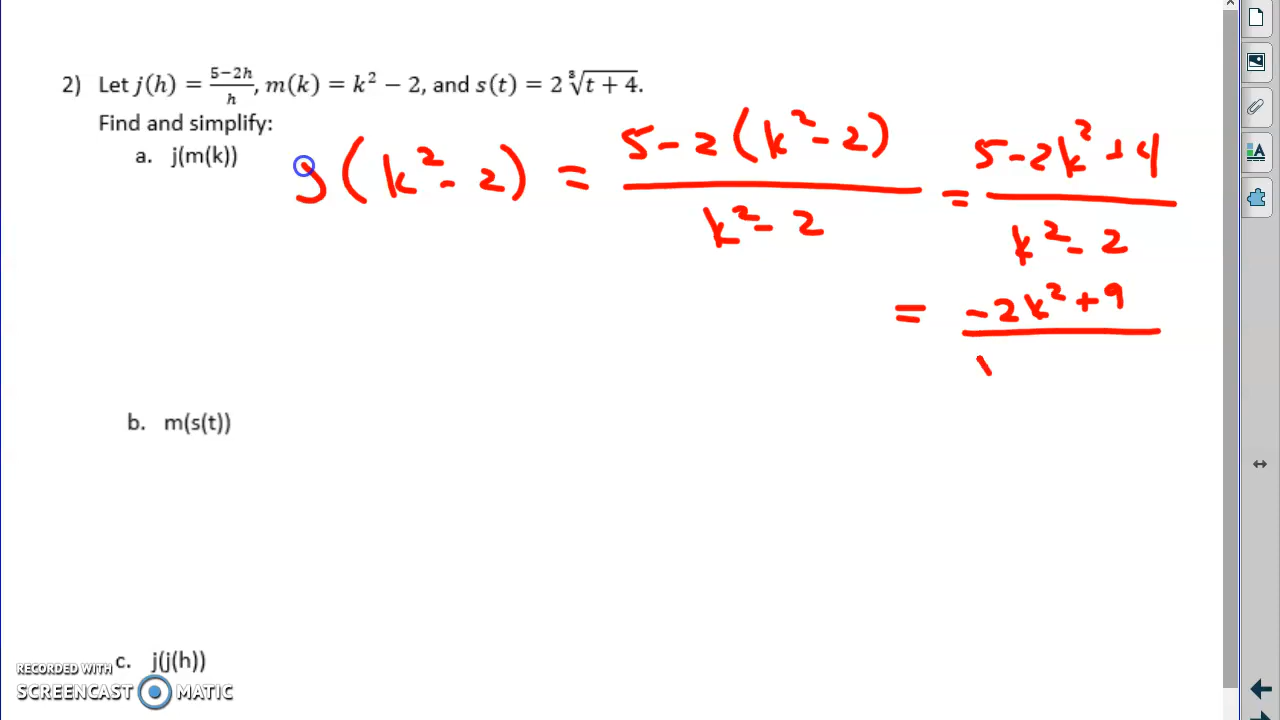 2) Let j(h) = 5−2h/h, m(k) = k² − 2, and s(t) = 2 ∛t + 4.
Find and simplify:
a. j(m(k))
g(k² - 2) = 5 - 2(k² - 2)/k² - 2 = 5 - 2k² + 4/k² - 2
= -2k² + 9
b. m(s(t))
c. j(j(h))
RECORDED WITH
SCREENCAST MATIC